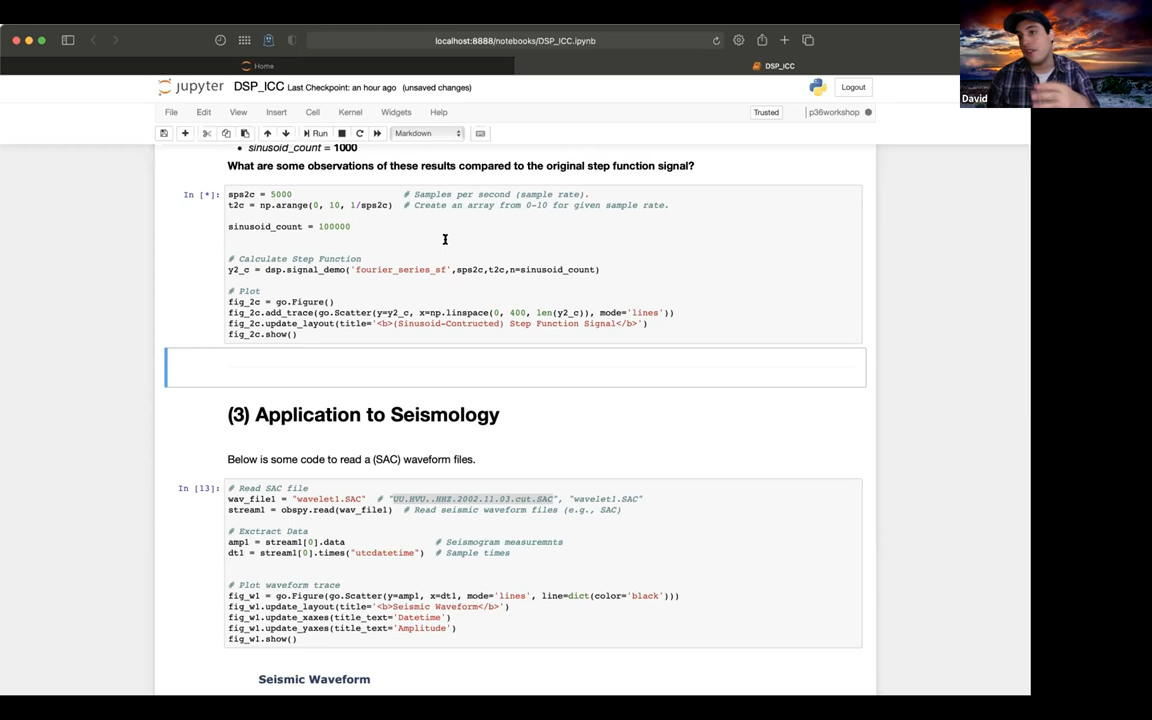 localhost:8888/notebooks/DSP_ICC.ipynb
Home
DSP_ICC
David
jupyter DSP_ICC Last Checkpoint: an hour ago (unsaved changes)
Logout
File Edit View Insert Cell Kernel Widgets Help
Trusted
p36workshop
Run
Markdown
• sinusoid_count = 1000
What are some observations of these results compared to the original step function signal?
In [*]:
sps2c = 5000 # Samples per second (sample rate).
t2c = np.arange(0, 10, 1/sps2c) # Create an array from 0-10 for given sample rate.
sinusoid_count = 100000
# Calculate Step Function
y2_c = dsp.signal_demo('fourier_series_sf',sps2c,t2c,n=sinusoid_count)
# Plot
fig_2c = go.Figure()
fig_2c.add_trace(go.Scatter(y=y2_c, x=np.linspace(0, 400, len(y2_c)), mode='lines'))
fig_2c.update_layout(title='<b>(Sinusoid-Contructed) Step Function Signal</b>')
fig_2c.show()
(3) Application to Seismology
Below is some code to read a (SAC) waveform files.
In [13]:
# Read SAC file
wav_file1 = "wavelet1.SAC" # "UU.HVU..HHZ.2002.11.03.cut.SAC", "wavelet1.SAC"
stream1 = obspy.read(wav_file1) # Read seismic waveform files (e.g., SAC)
# Exctract Data
amp1 = stream1[0].data # Seismogram measuremnts
dt1 = stream1[0].times("utcdatetime") # Sample times
# Plot waveform trace
fig_w1 = go.Figure(go.Scatter(y=amp1, x=dt1, mode='lines', line=dict(color='black')))
fig_w1.update_layout(title='<b>Seismic Waveform</b>')
fig_w1.update_xaxes(title_text='Datetime')
fig_w1.update_yaxes(title_text='Amplitude')
fig_w1.show()
Seismic Waveform